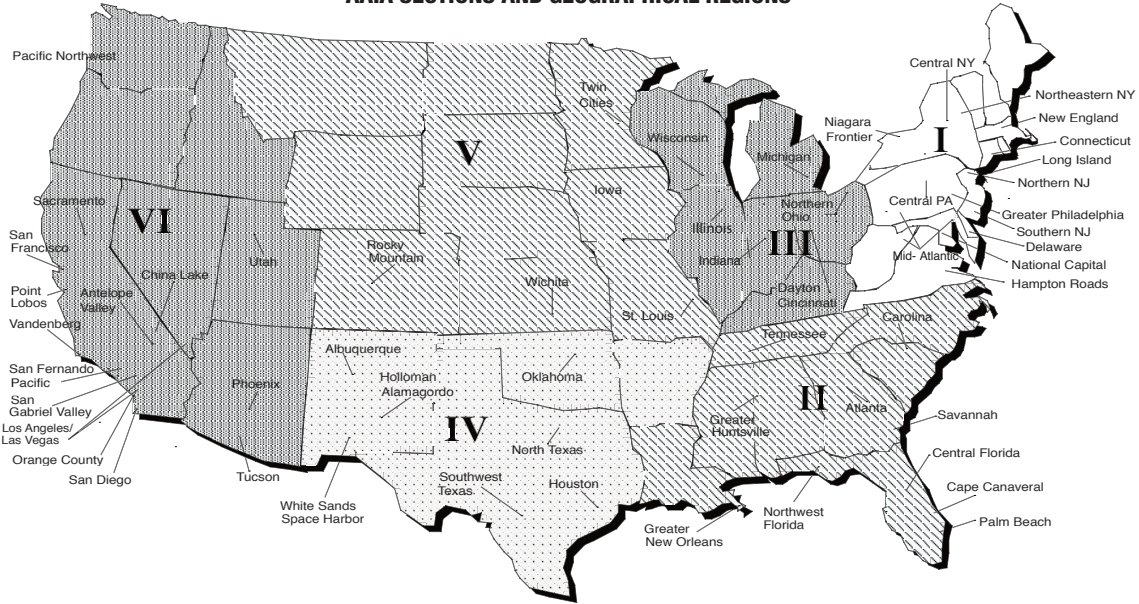 AIAA SECTIONS AND GEOGRAPHICAL REGIONS
Pacific Northwest
Sacramento
San
Francisco
Point
Lobos
Antelope
Valley
Vandenberg
San Fernando
Pacific
San
Gabriel Valley
Los Angeles/
Las Vegas
Orange County
San Diego
VI
China Lake
Utah
Phoenix
Tucson
V
Twin
Cities
Iowa
Rocky
Mountain
Wichita
St. Louis
Albuquerque
Holloman
Alamagordo
Oklahoma
IV
North Texas
Southwest
Texas
Houston
White Sands
Space Harbor
Wisconsin
Michigan
Northern
Ohio
Illinois
III
Indiana
Dayton
Cincinnati
Tennessee
Carolina
II
Greater
Huntsville
Atlanta
Savannah
Central Florida
Cape Canaveral
Palm Beach
Northwest
Florida
Greater
New Orleans
Central NY
Northeastern NY
New England
Niagara
Frontier
I
Connecticut
Long Island
Northern NJ
Central PA
Greater Philadelphia
Southern NJ
Delaware
Mid- Atlantic
National Capital
Hampton Roads